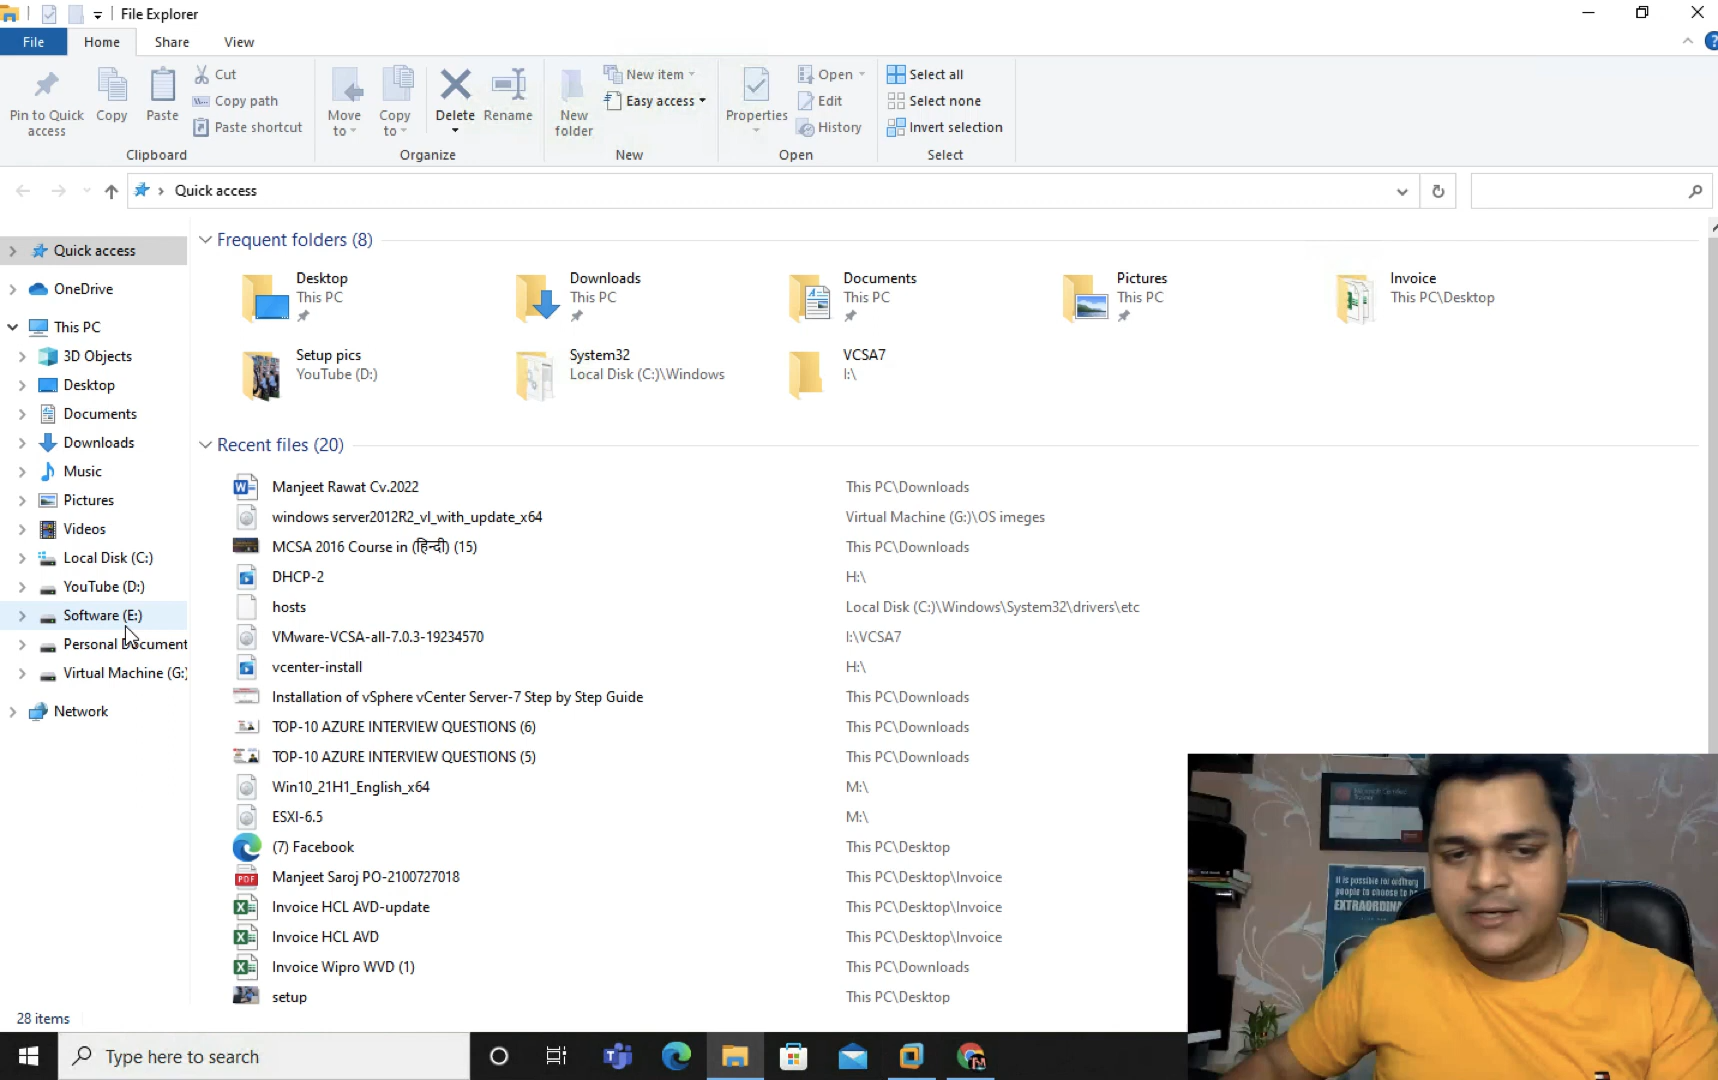 File Explorer
File Home Share View
Pin to Quick access
Copy
Paste
Cut
Copy path
Paste shortcut
Clipboard
Move to
Copy to
Delete
Rename
Organize
New folder
New item
Easy access
New
Properties
Open
Edit
History
Open
Select all
Select none
Invert selection
Select
Quick access
Quick access
OneDrive
This PC
3D Objects
Desktop
Documents
Downloads
Music
Pictures
Videos
Local Disk (C:)
YouTube (D:)
Software (E:)
Personal Document
Virtual Machine (G:)
Network
Frequent folders (8)
Desktop
This PC
Downloads
This PC
Documents
This PC
Pictures
This PC
Invoice
This PC\Desktop
Setup pics
YouTube (D:)
System32
Local Disk (C:)\Windows
VCSA7
I:\
Recent files (20)
Manjeet Rawat Cv.2022 This PC\Downloads
windows server2012R2_vl_with_update_x64 Virtual Machine (G:)\OS imeges
MCSA 2016 Course in (हिन्दी) (15) This PC\Downloads
DHCP-2 H:\
hosts Local Disk (C:)\Windows\System32\drivers\etc
VMware-VCSA-all-7.0.3-19234570 I:\VCSA7
vcenter-install H:\
Installation of vSphere vCenter Server-7 Step by Step Guide This PC\Downloads
TOP-10 AZURE INTERVIEW QUESTIONS (6) This PC\Downloads
TOP-10 AZURE INTERVIEW QUESTIONS (5) This PC\Downloads
Win10_21H1_English_x64 M:\
ESXI-6.5 M:\
(7) Facebook This PC\Desktop
Manjeet Saroj PO-2100727018 This PC\Desktop\Invoice
Invoice HCL AVD-update This PC\Desktop\Invoice
Invoice HCL AVD This PC\Desktop\Invoice
Invoice Wipro WVD (1) This PC\Downloads
setup This PC\Desktop
It is possible for ordinary
people to choose to be
EXTRAORDINA
28 items
Type here to search